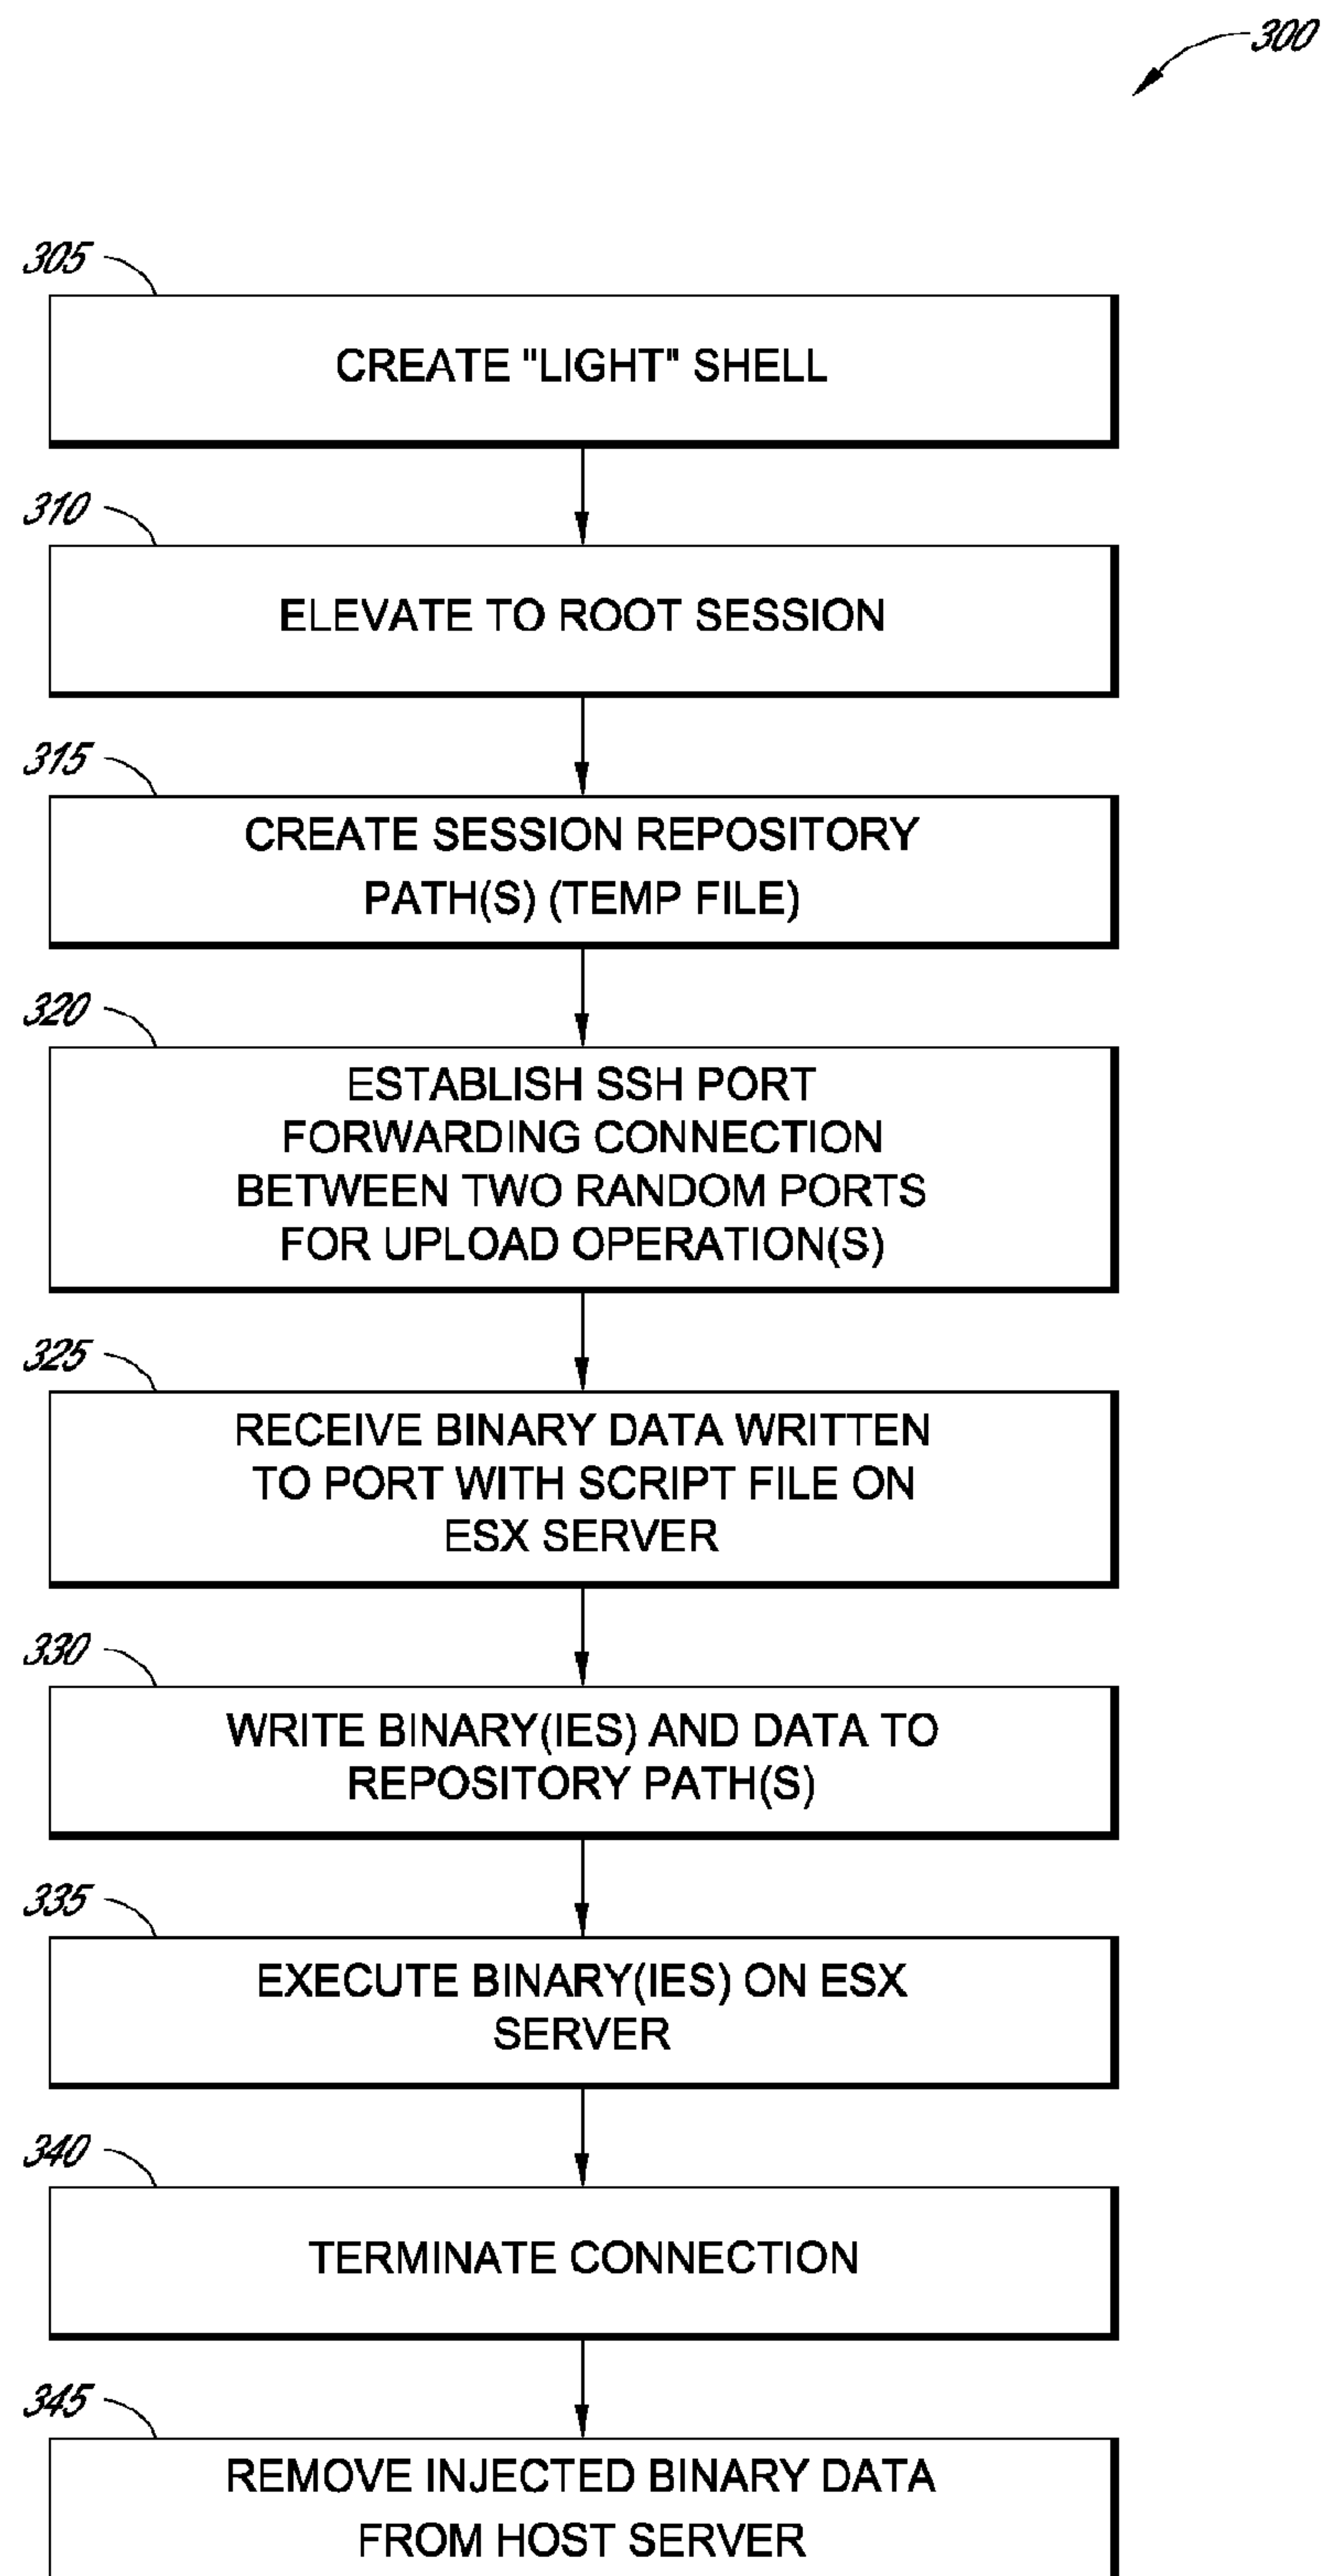 300
305
CREATE "LIGHT" SHELL
310
ELEVATE TO ROOT SESSION
315
CREATE SESSION REPOSITORY
PATH(S) (TEMP FILE)
320
ESTABLISH SSH PORT
FORWARDING CONNECTION
BETWEEN TWO RANDOM PORTS
FOR UPLOAD OPERATION(S)
325
RECEIVE BINARY DATA WRITTEN
TO PORT WITH SCRIPT FILE ON
ESX SERVER
330
WRITE BINARY(IES) AND DATA TO
REPOSITORY PATH(S)
335
EXECUTE BINARY(IES) ON ESX
SERVER
340
TERMINATE CONNECTION
345
REMOVE INJECTED BINARY DATA
FROM HOST SERVER